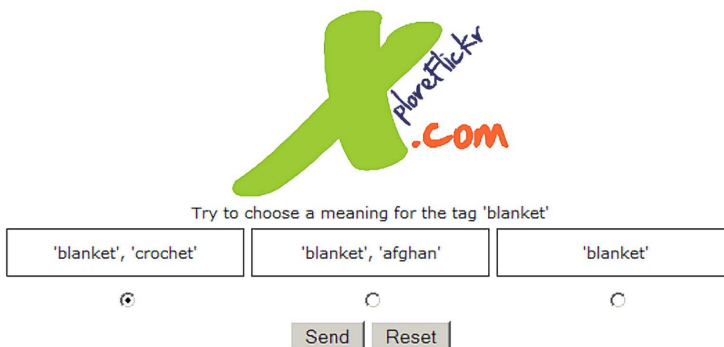 XploreFlickr
.com
Try to choose a meaning for the tag 'blanket'
'blanket', 'crochet' 'blanket', 'afghan' 'blanket'
Send Reset